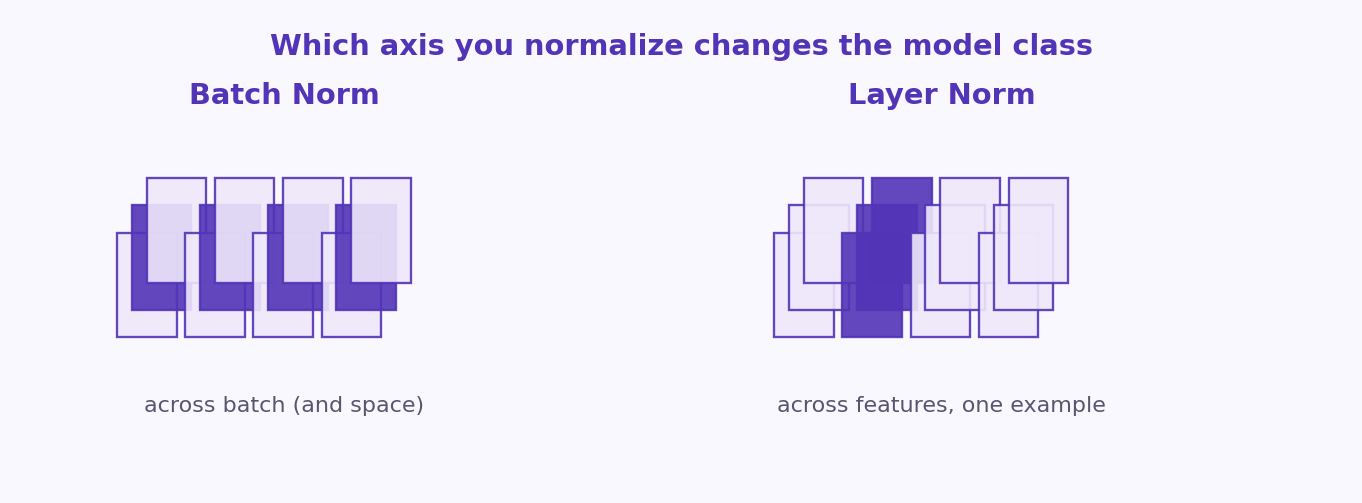 Which axis you normalize changes the model class
Batch Norm
Layer Norm
across batch (and space)
across features, one example